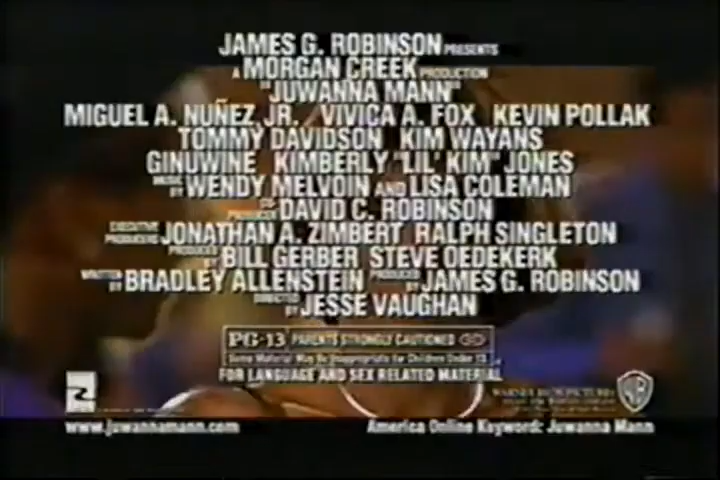 JAMES G. ROBINSON PRESENTS
A MORGAN CREEK PRODUCTION
"JUWANNA MANN"
MIGUEL A. NUÑEZ, JR. VIVICA A. FOX KEVIN POLLAK
TOMMY DAVIDSON KIM WAYANS
GINUWINE KIMBERLY "LIL' KIM" JONES
MUSIC BY WENDY MELVOIN AND LISA COLEMAN
CO-PRODUCER DAVID C. ROBINSON
EXECUTIVE PRODUCERS JONATHAN A. ZIMBERT RALPH SINGLETON
PRODUCED BY BILL GERBER STEVE OEDEKERK
WRITTEN BY BRADLEY ALLENSTEIN PRODUCED BY JAMES G. ROBINSON
DIRECTED BY JESSE VAUGHAN
PG-13 PARENTS STRONGLY CAUTIONED
Some Material May Be Inappropriate for Children Under 13
FOR LANGUAGE AND SEX RELATED MATERIAL
WARNER BROS. PICTURES
WB
www.juwannamann.com America Online Keyword: Juwanna Mann